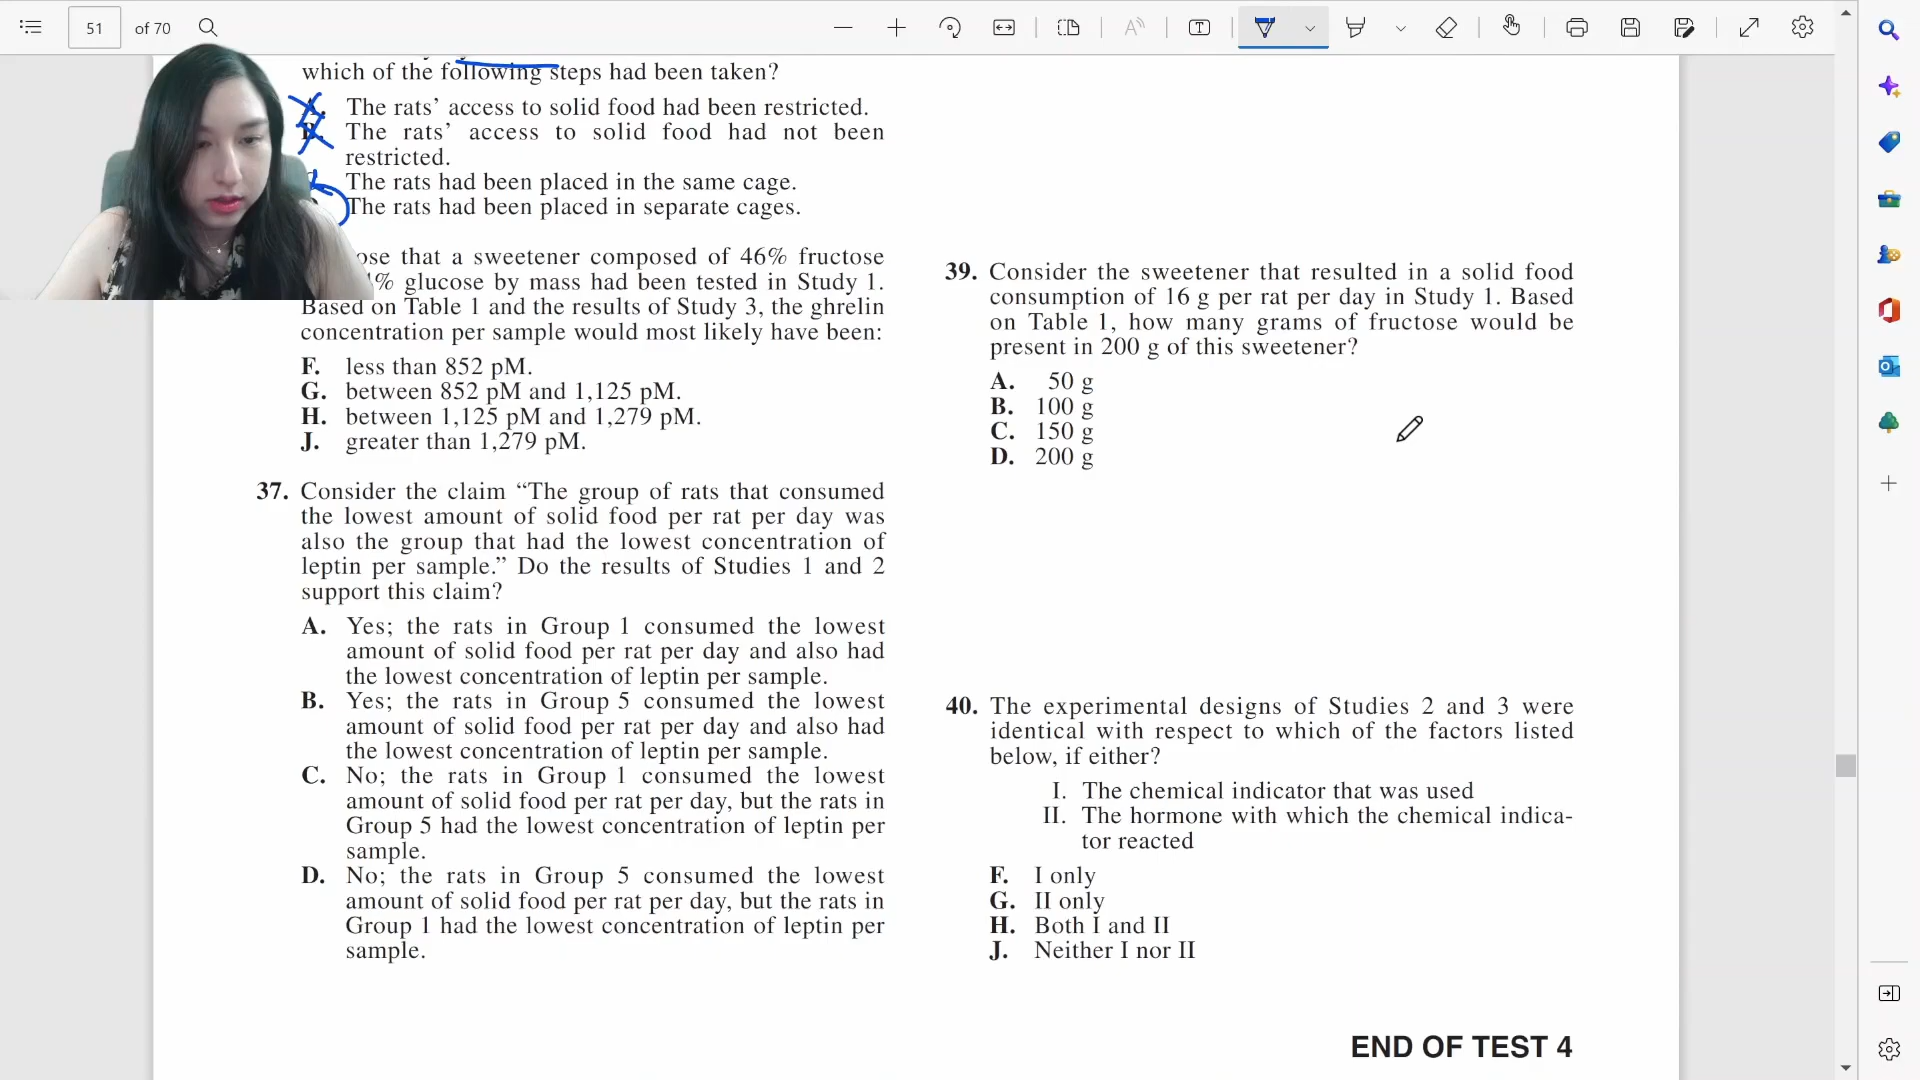 51 of 70
which of the following steps had been taken?
The rats’ access to solid food had been restricted.
The rats’ access to solid food had not been
restricted.
The rats had been placed in the same cage.
The rats had been placed in separate cages.
ose that a sweetener composed of 46% fructose
% glucose by mass had been tested in Study 1.
Based on Table 1 and the results of Study 3, the ghrelin
concentration per sample would most likely have been:
F. less than 852 pM.
G. between 852 pM and 1,125 pM.
H. between 1,125 pM and 1,279 pM.
J. greater than 1,279 pM.
37. Consider the claim “The group of rats that consumed
the lowest amount of solid food per rat per day was
also the group that had the lowest concentration of
leptin per sample.” Do the results of Studies 1 and 2
support this claim?
A. Yes; the rats in Group 1 consumed the lowest
amount of solid food per rat per day and also had
the lowest concentration of leptin per sample.
B. Yes; the rats in Group 5 consumed the lowest
amount of solid food per rat per day and also had
the lowest concentration of leptin per sample.
C. No; the rats in Group 1 consumed the lowest
amount of solid food per rat per day, but the rats in
Group 5 had the lowest concentration of leptin per
sample.
D. No; the rats in Group 5 consumed the lowest
amount of solid food per rat per day, but the rats in
Group 1 had the lowest concentration of leptin per
sample.
39. Consider the sweetener that resulted in a solid food
consumption of 16 g per rat per day in Study 1. Based
on Table 1, how many grams of fructose would be
present in 200 g of this sweetener?
A. 50 g
B. 100 g
C. 150 g
D. 200 g
40. The experimental designs of Studies 2 and 3 were
identical with respect to which of the factors listed
below, if either?
I. The chemical indicator that was used
II. The hormone with which the chemical indica-
tor reacted
F. I only
G. II only
H. Both I and II
J. Neither I nor II
END OF TEST 4